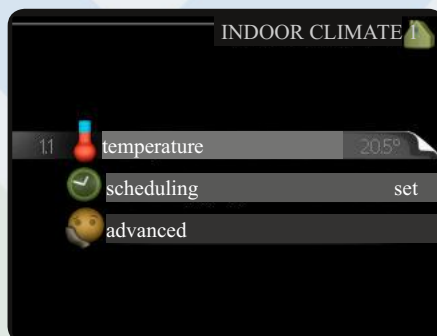 INDOOR CLIMATE 1
1.1 temperature 20.5°
scheduling set
advanced